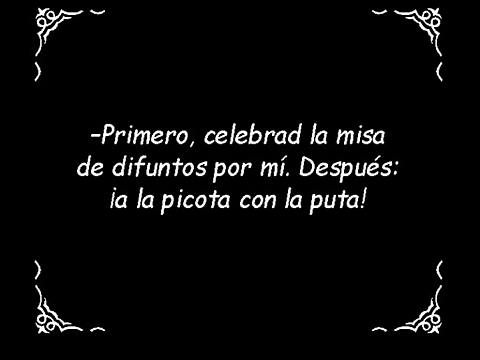 –Primero, celebrad la misa
de difuntos por mí. Después:
¡a la picota con la puta!